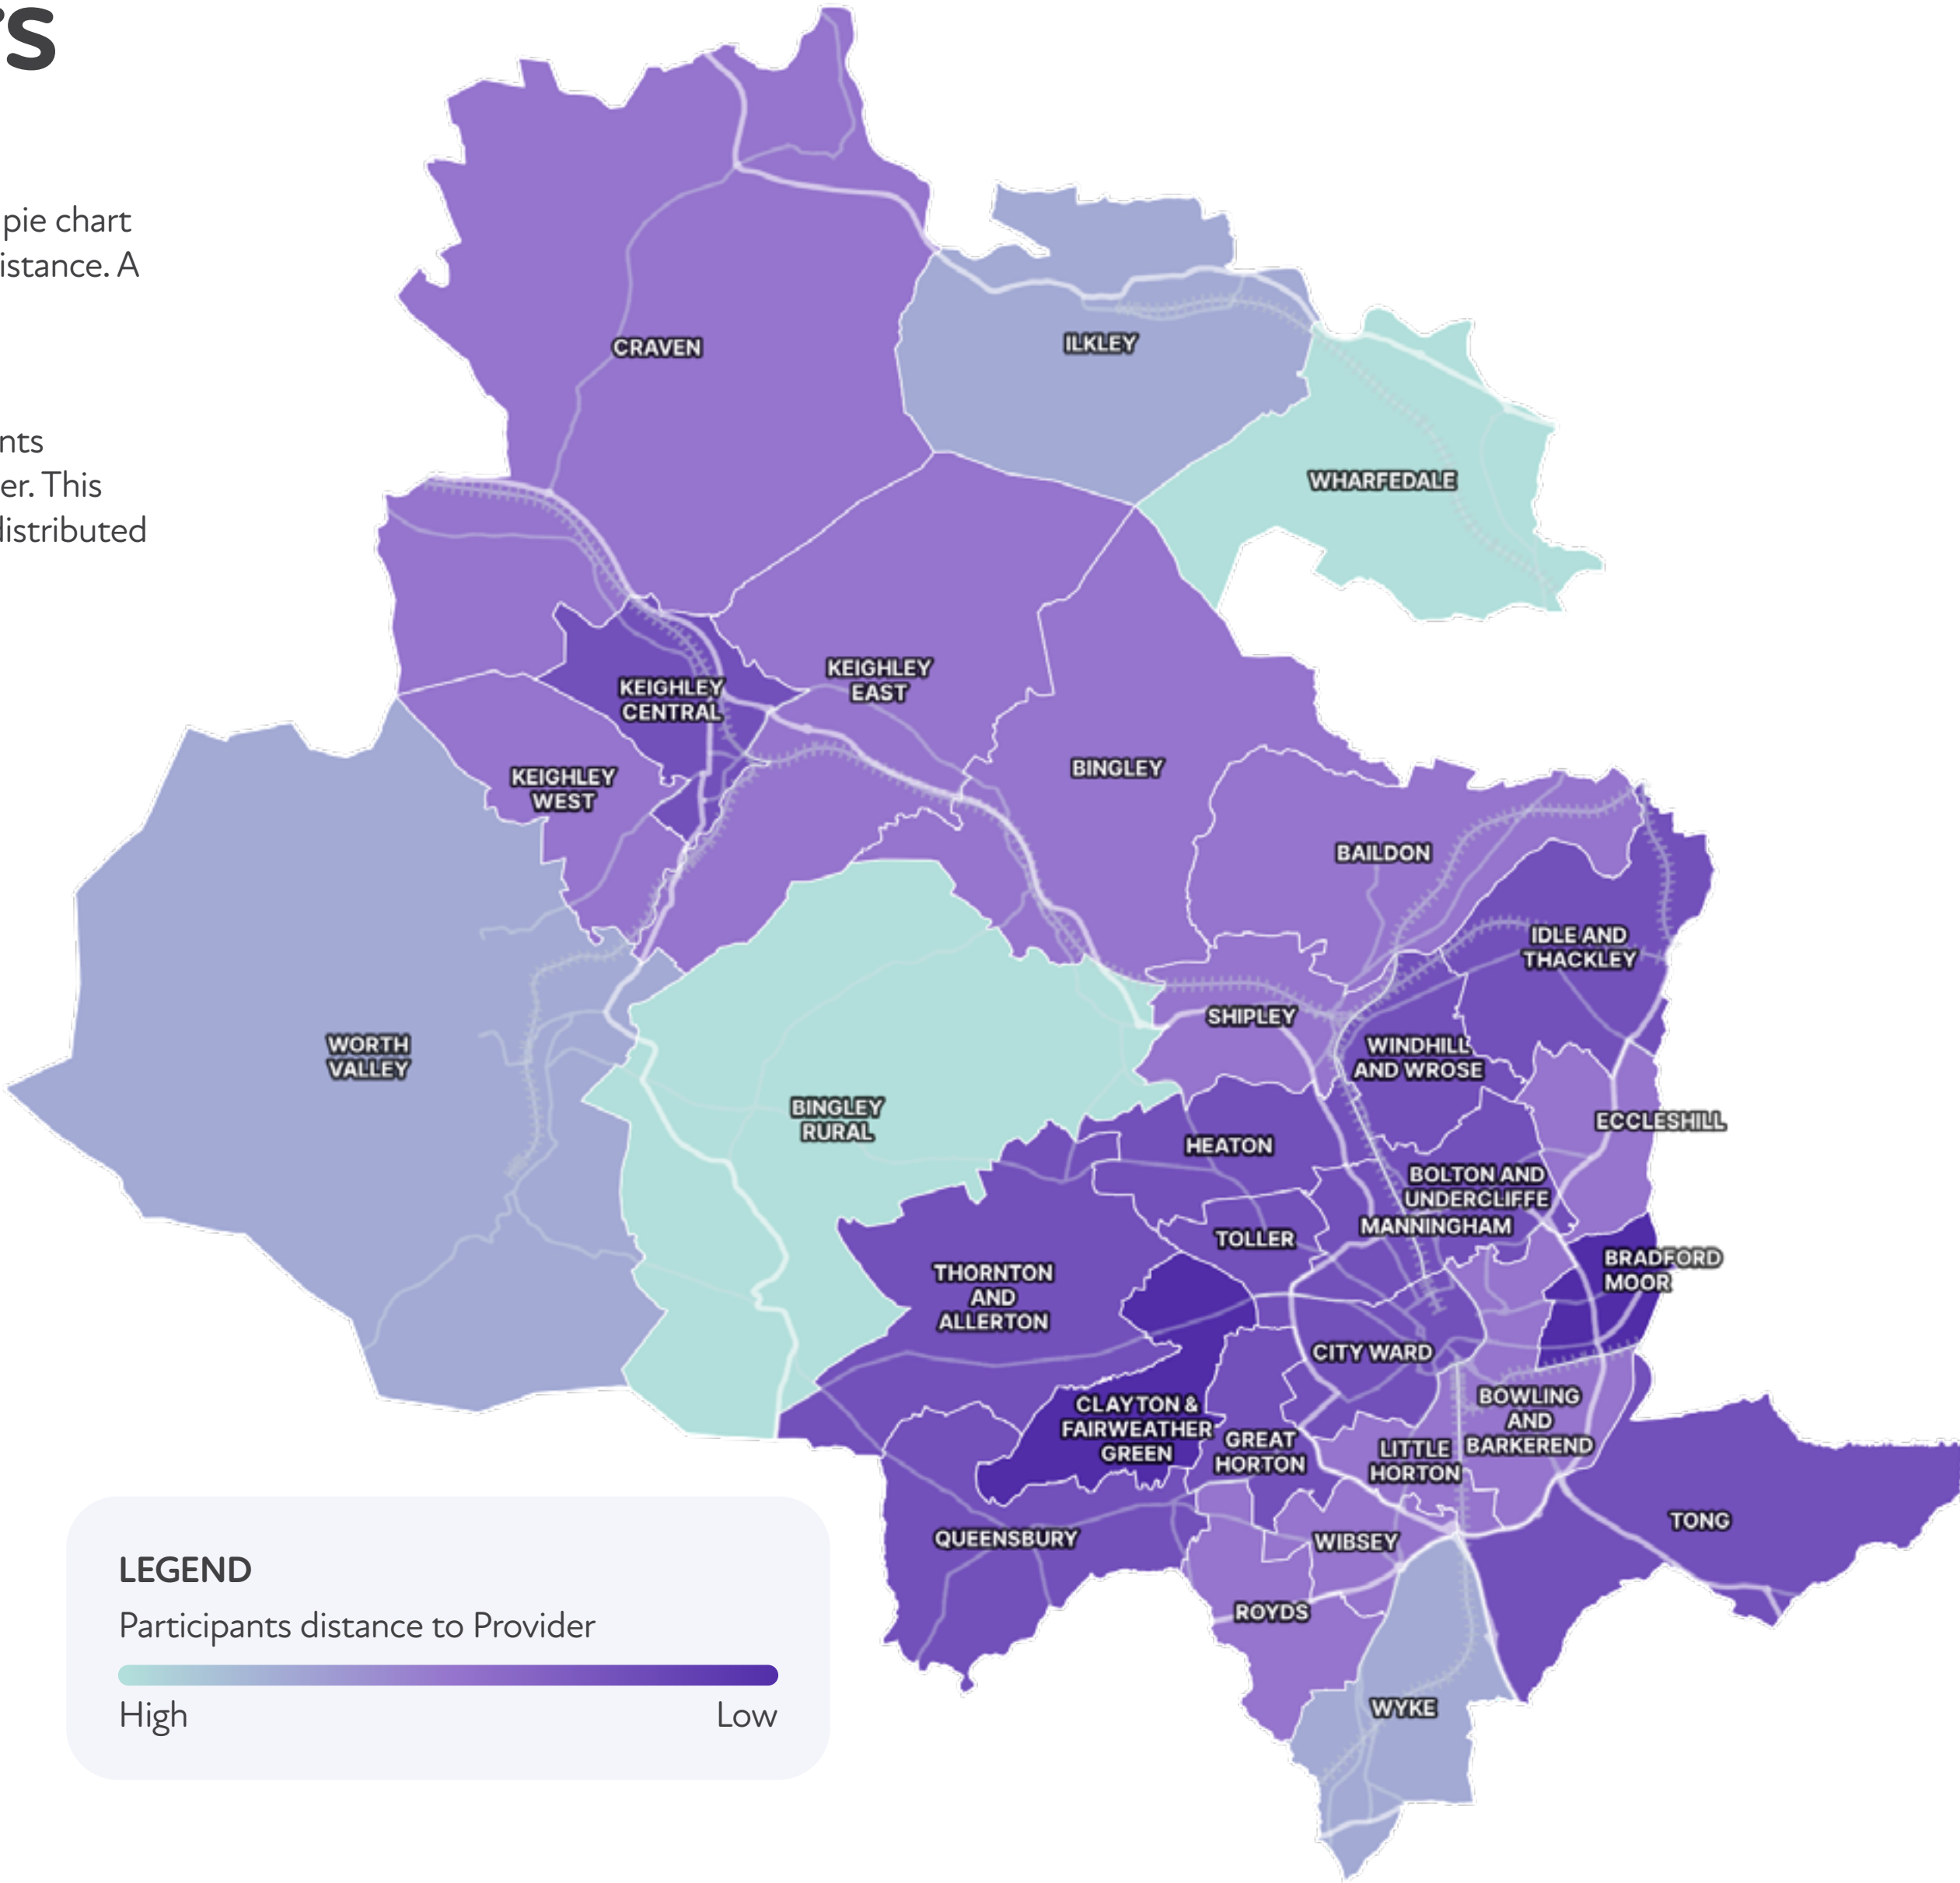 rs
pie chart
istance. A
nts
er. This
distributed
CRAVEN
ILKLEY
WHARFEDALE
KEIGHLEY
EAST
KEIGHLEY
CENTRAL
KEIGHLEY
WEST
BINGLEY
BAILDON
IDLE AND
THACKLEY
SHIPLEY
WINDHILL
AND WROSE
WORTH
VALLEY
BINGLEY
RURAL
ECCLESHILL
HEATON
BOLTON AND
UNDERCLIFFE
MANNINGHAM
TOLLER
BRADFORD
MOOR
THORNTON
AND
ALLERTON
CITY WARD
CLAYTON &
FAIRWEATHER
GREEN
BOWLING
AND
BARKEREND
GREAT
HORTON
LITTLE
HORTON
TONG
QUEENSBURY
WIBSEY
ROYDS
WYKE
LEGEND
Participants distance to Provider
High
Low